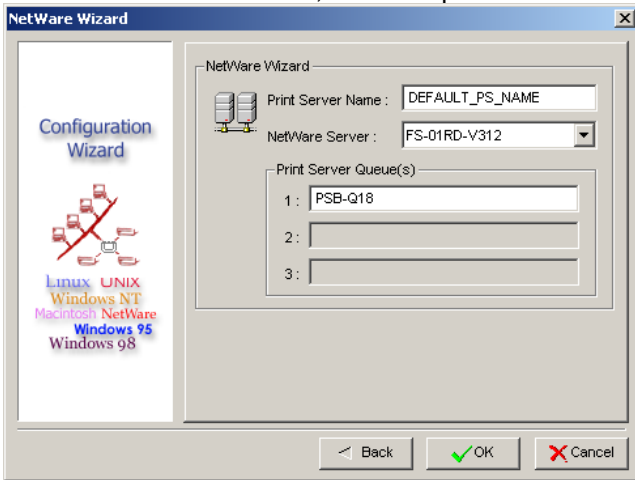 NetWare Wizard
NetWare Wizard
Print Server Name : DEFAULT_PS_NAME
NetWare Server : FS-01RD-V312
Print Server Queue(s)
1 : PSB-Q18
2 :
3 :
Configuration
Wizard
Linux UNIX
Windows NT
Macintosh NetWare
Windows 95
Windows 98
Back OK Cancel